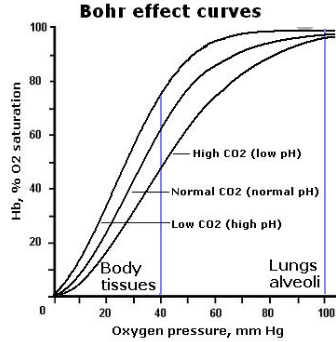 Bohr effect curves
Hb, % O2 saturation
100
80
60
40
20
High CO2 (low pH)
Normal CO2 (normal pH)
Low CO2 (high pH)
Body
tissues
Lungs
alveoli
0 20 40 60 80 100
Oxygen pressure, mm Hg